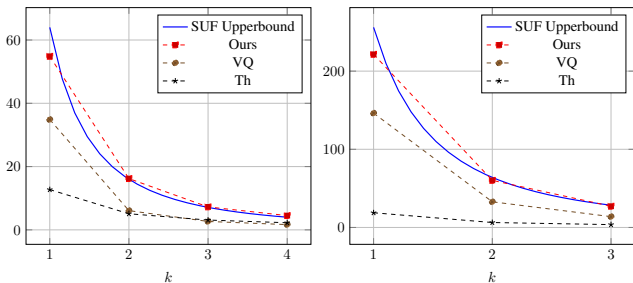 SUF Upperbound
Ours
VQ
Th
60
40
20
0
1 2 3 4
k
SUF Upperbound
Ours
VQ
Th
200
100
0
1 2 3
k